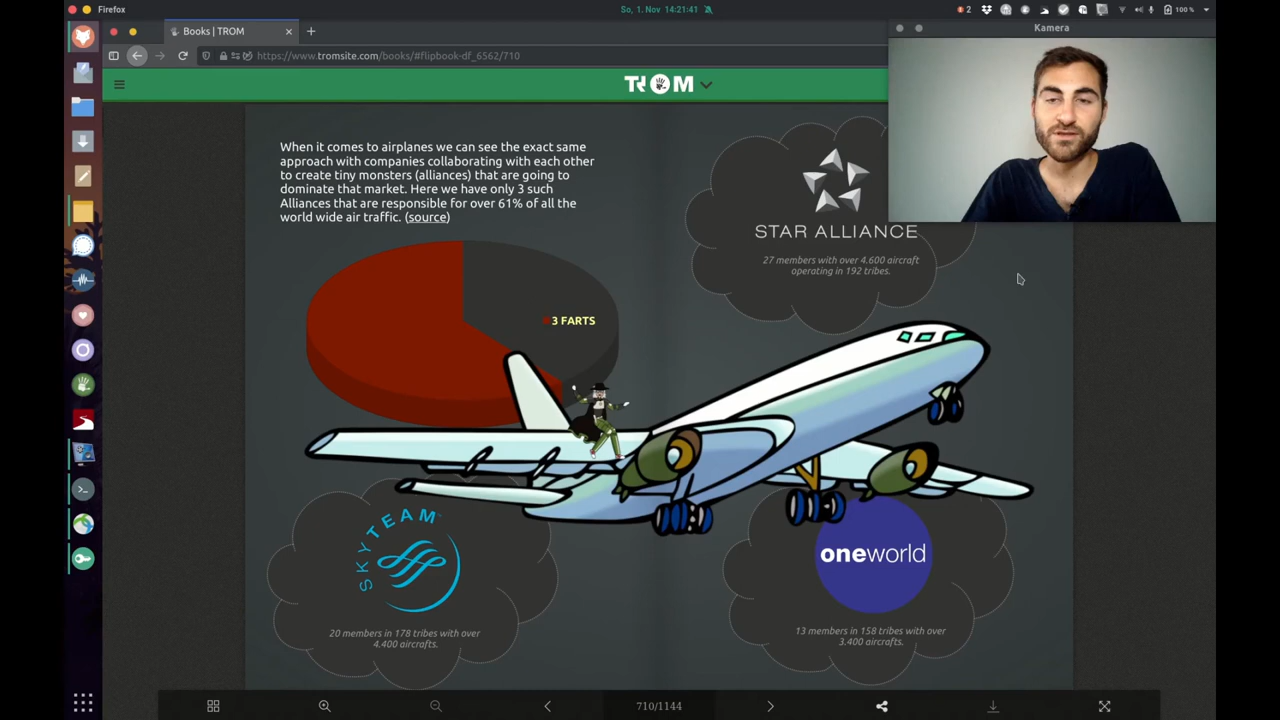 Firefox
So, 1. Nov 14:21:41
2
100 %
Books | TROM
https://www.tromsite.com/books/#flipbook-df_6562/710
Kamera
TROM
When it comes to airplanes we can see the exact same
approach with companies collaborating with each other
to create tiny monsters (alliances) that are going to
dominate that market. Here we have only 3 such
Alliances that are responsible for over 61% of all the
world wide air traffic. (source)
STAR ALLIANCE
27 members with over 4.600 aircraft
operating in 192 tribes.
3 FARTS
SKYTEAM
20 members in 178 tribes with over
4.400 aircrafts.
oneworld
13 members in 158 tribes with over
3.400 aircrafts.
710/1144